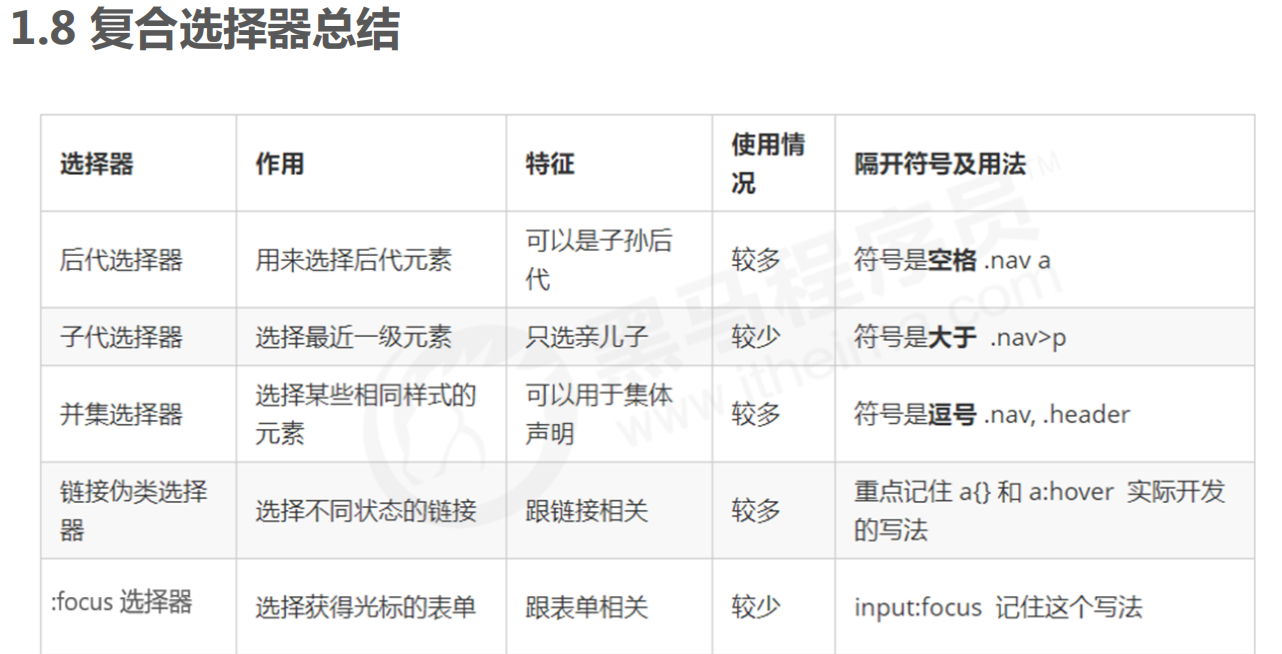 1.8 复合选择器总结
选择器 作用 特征 使用情况 隔开符号及用法
后代选择器 用来选择后代元素 可以是子孙后代 较多 符号是空格 .nav a
子代选择器 选择最近一级元素 只选亲儿子 较少 符号是大于 .nav>p
并集选择器 选择某些相同样式的元素 可以用于集体声明 较多 符号是逗号 .nav, .header
链接伪类选择器 选择不同状态的链接 跟链接相关 较多 重点记住 a{} 和 a:hover 实际开发的写法
:focus 选择器 选择获得光标的表单 跟表单相关 较少 input:focus 记住这个写法
黑马程序员™
www.itheima.com